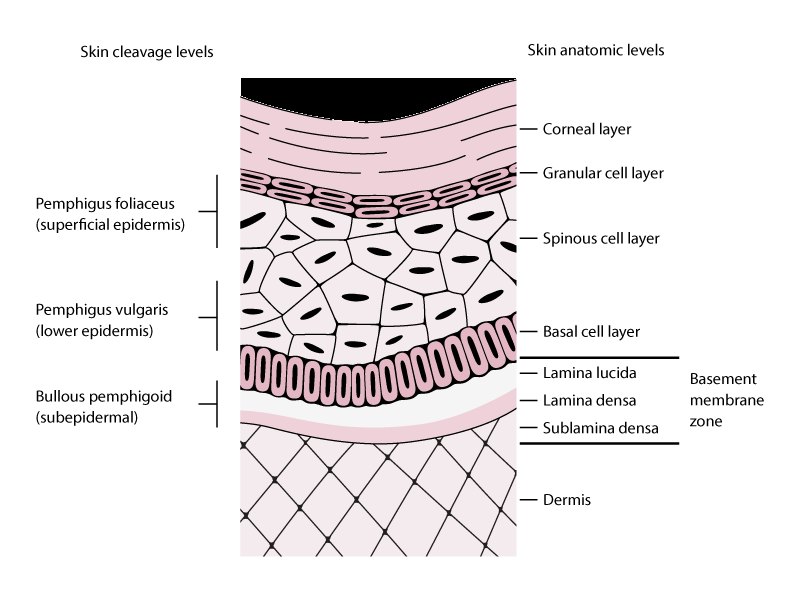 Skin cleavage levels
Skin anatomic levels
Corneal layer
Granular cell layer
Pemphigus foliaceus
(superficial epidermis)
Spinous cell layer
Pemphigus vulgaris
(lower epidermis)
Basal cell layer
Bullous pemphigoid
(subepidermal)
Lamina lucida
Lamina densa
Sublamina densa
Basement
membrane
zone
Dermis